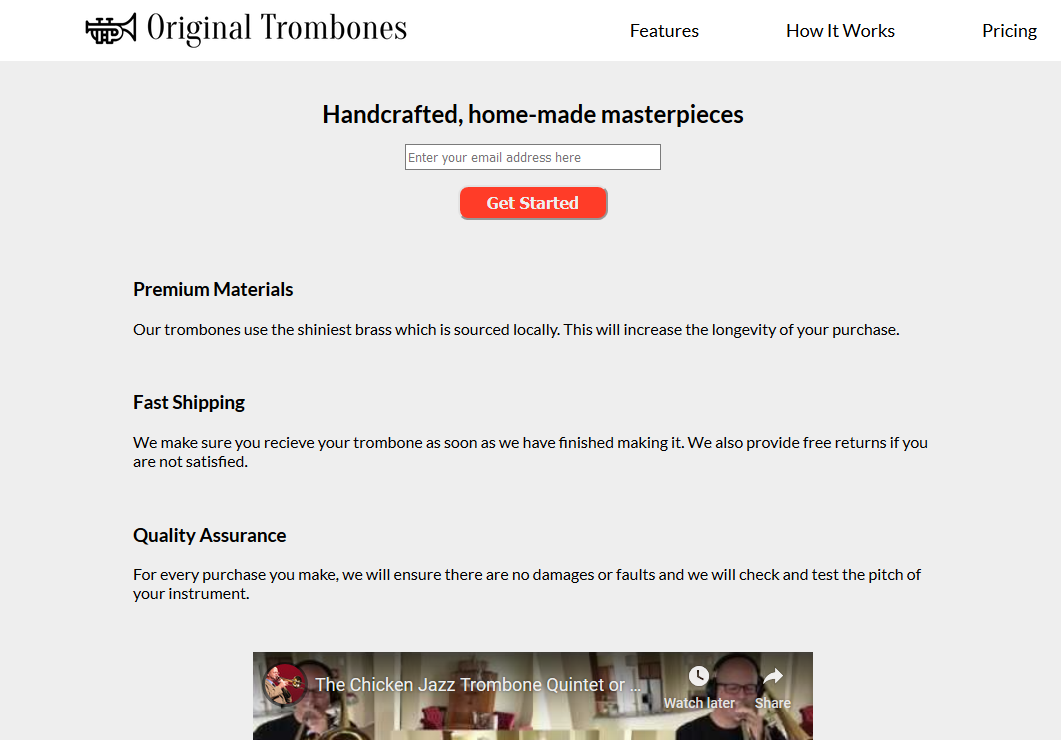 Original Trombones
Features
How It Works
Pricing
Handcrafted, home-made masterpieces
Enter your email address here
Get Started
Premium Materials
Our trombones use the shiniest brass which is sourced locally. This will increase the longevity of your purchase.
Fast Shipping
We make sure you recieve your trombone as soon as we have finished making it. We also provide free returns if you
are not satisfied.
Quality Assurance
For every purchase you make, we will ensure there are no damages or faults and we will check and test the pitch of
your instrument.
The Chicken Jazz Trombone Quintet or ...
Watch later
Share